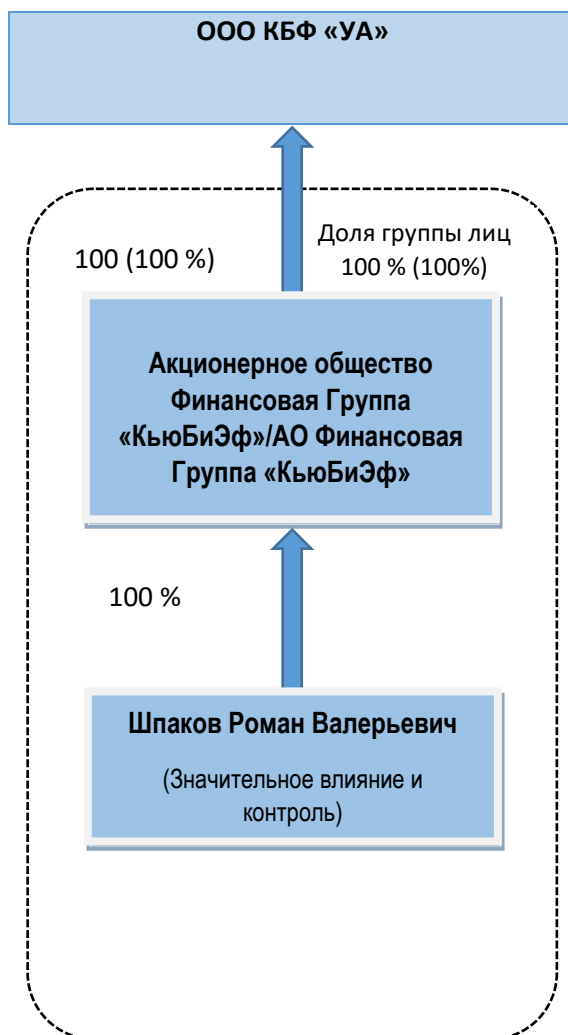 ООО КБФ «УА»
Доля группы лиц
100 (100 %)
100 % (100%)
Акционерное общество
Финансовая Группа
«КьюБиЭф»/АО Финансовая
Группа «КьюБиЭф»
100 %
Шпаков Роман Валерьевич
(Значительное влияние и
контроль)